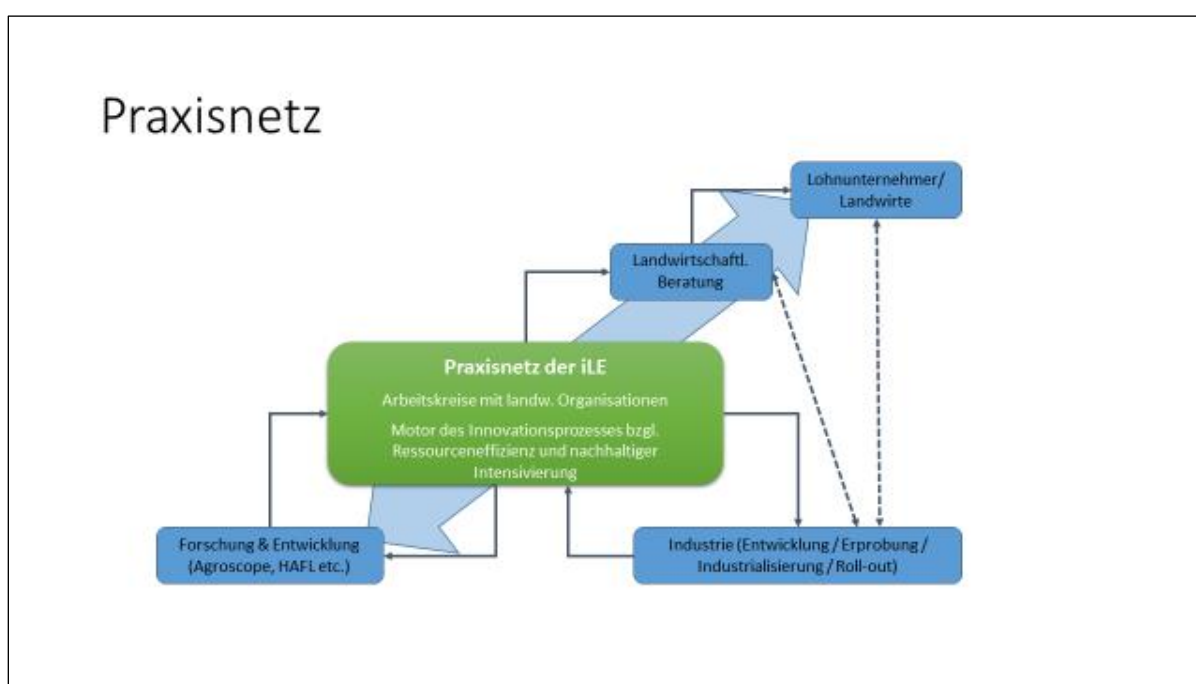 Praxisnetz
Lohnunternehmer/
Landwirte
Landwirtschaftl.
Beratung
Praxisnetz der iLE
Arbeitskreise mit landw. Organisationen
Motor des Innovationsprozesses bzgl.
Ressourceneffizienz und nachhaltiger
Intensivierung
Forschung & Entwicklung
(Agroscope, HAFL etc.)
Industrie (Entwicklung / Erprobung /
Industrialisierung / Roll-out)